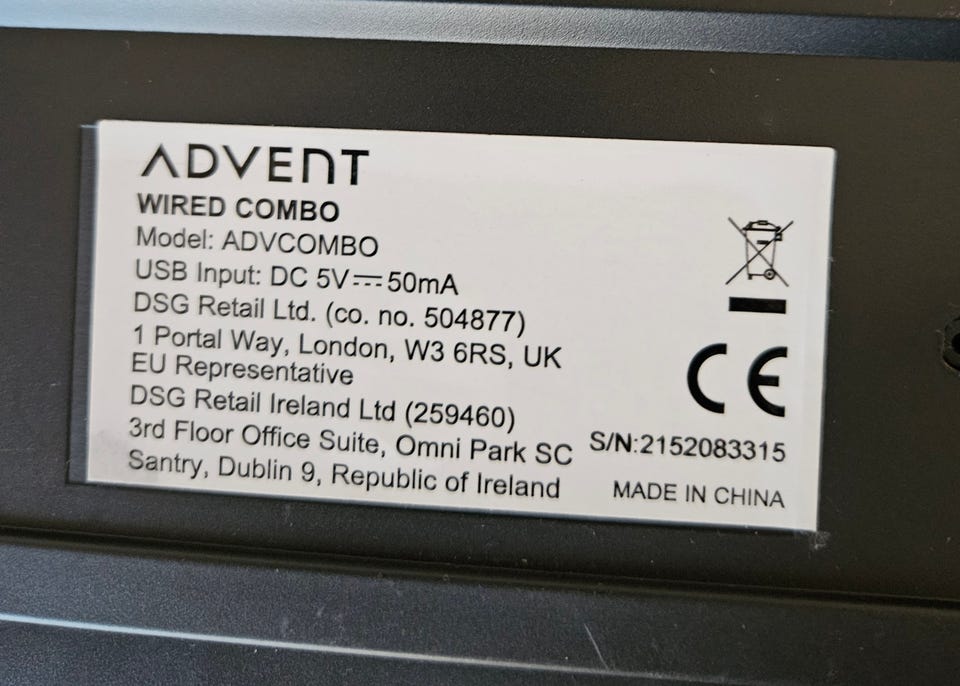 ADVENT
WIRED COMBO
Model: ADVCOMBO
USB Input: DC 5V⎓50mA
DSG Retail Ltd. (co. no. 504877)
1 Portal Way, London, W3 6RS, UK
EU Representative
DSG Retail Ireland Ltd (259460)
3rd Floor Office Suite, Omni Park SC
Santry, Dublin 9, Republic of Ireland
CE
S/N:2152083315
MADE IN CHINA